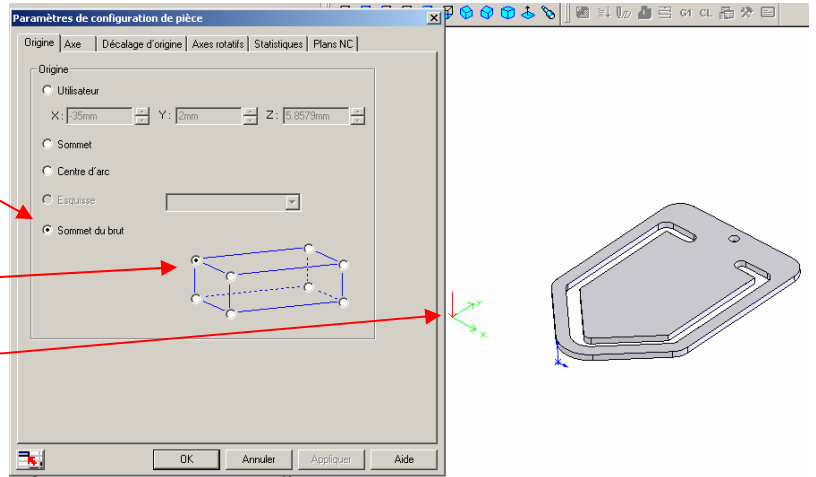 Paramètres de configuration de pièce
Origine Axe Décalage d'origine Axes rotatifs Statistiques Plans NC
Origine
Utilisateur
X: -35mm Y: 2mm Z: 5.8579mm
Sommet
Centre d'arc
Esquisse
Sommet du brut
OK Annuler Appliquer Aide
G1 CL
Y
X